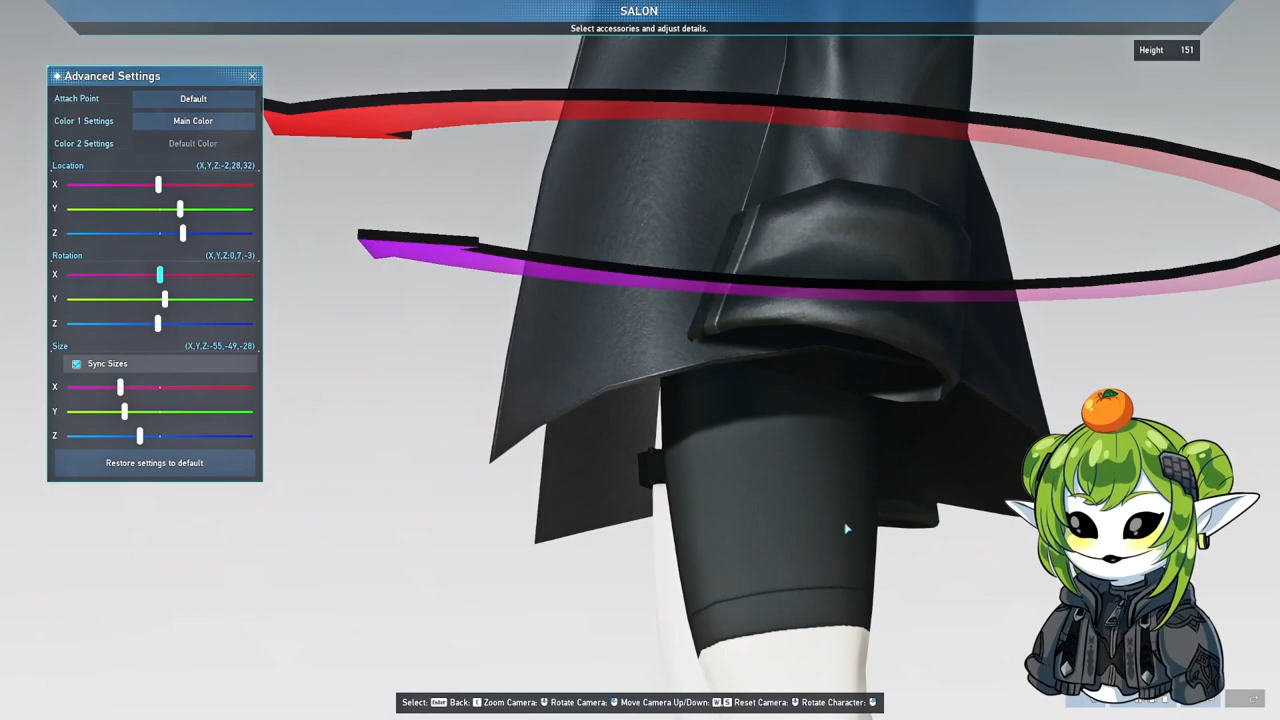 SALON
Select accessories and adjust details.
Height 151
Advanced Settings
Attach Point Default
Color 1 Settings Main Color
Color 2 Settings Default Color
Location (X,Y,Z:-2,28,32)
X
Y
Z
Rotation (X,Y,Z:0,7,-3)
X
Y
Z
Size (X,Y,Z:-55,-49,-28)
Sync Sizes
X
Y
Z
Restore settings to default
Select: Enter Back: Zoom Camera: Rotate Camera: Move Camera Up/Down: W,S Reset Camera: Rotate Character: